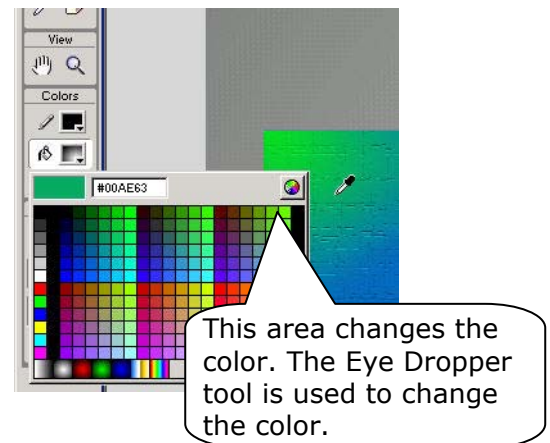 View
Colors
#00AE63
This area changes the
color. The Eye Dropper
tool is used to change
the color.